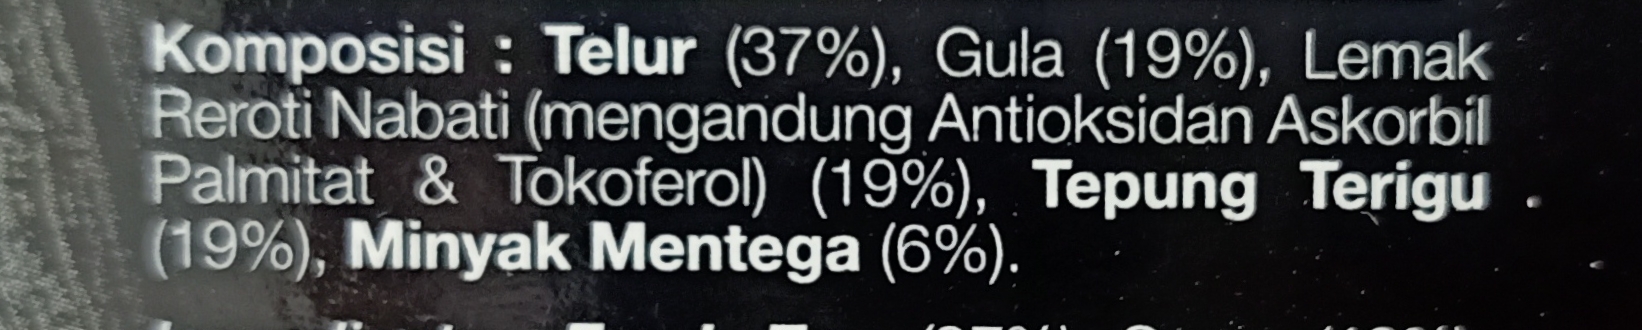 Komposisi : Telur (37%), Gula (19%), Lemak
Reroti Nabati (mengandung Antioksidan Askorbil
Palmitat & Tokoferol) (19%), Tepung Terigu
(19%), Minyak Mentega (6%).